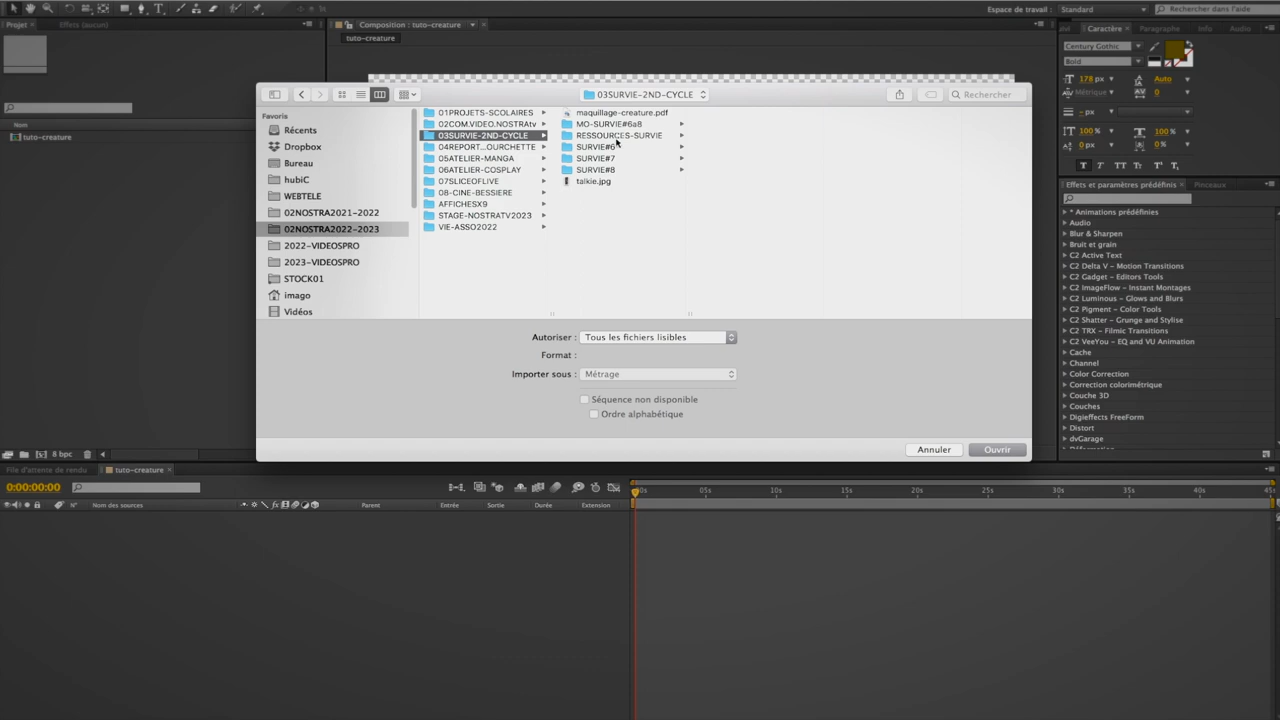 Espace de travail : Standard
Rechercher dans l'aide
Projet
Effets (aucun)
Composition : tuto-creature
tuto-creature
Caractère
Paragraphe
Info
Audio
Century Gothic
Bold
178 px
Auto
Métrique
- px
100 %
100 %
0 px
0 %
tuto-creature
03SURVIE-2ND-CYCLE
Rechercher
Favoris
Récents
Dropbox
Bureau
hubiC
WEBTELE
02NOSTRA2021-2022
02NOSTRA2022-2023
2022-VIDEOSPRO
2023-VIDEOSPRO
STOCK01
imago
Vidéos
01PROJETS-SCOLAIRES
02COM.VIDEO.NOSTRAtv
03SURVIE-2ND-CYCLE
04REPORT...OURCHETTE
05ATELIER-MANGA
06ATELIER-COSPLAY
07SLICEOFLIVE
08-CINE-BESSIERE
AFFICHESX9
STAGE-NOSTRATV2023
VIE-ASSO2022
maquillage-creature.pdf
MO-SURVIE#6a8
RESSOURCES-SURVIE
SURVIE#6
SURVIE#7
SURVIE#8
talkie.jpg
Autoriser : Tous les fichiers lisibles
Format :
Importer sous : Métrage
Séquence non disponible
Ordre alphabétique
Annuler
Ouvrir
Effets et paramètres prédéfinis
Pinceaux
* Animations prédéfinies
Audio
Blur & Sharpen
Bruit et grain
C2 Active Text
C2 Delta V - Motion Transitions
C2 Gadget - Editors Tools
C2 ImageFlow - Instant Montages
C2 Luminous - Glows and Blurs
C2 Pigment - Color Tools
C2 Shatter - Grunge and Stylise
C2 TRX - Filmic Transitions
C2 VeeYou - EQ and VU Animation
Cache
Channel
Color Correction
Correction colorimétrique
Couche 3D
Couches
Digieffects FreeForm
Distort
dvGarage
8 bpc
File d'attente de rendu
tuto-creature
0:00:00:00
N°
Nom des sources
Parent
Entrée
Sortie
Durée
Extension
05s
10s
15s
20s
25s
30s
35s
40s
45s